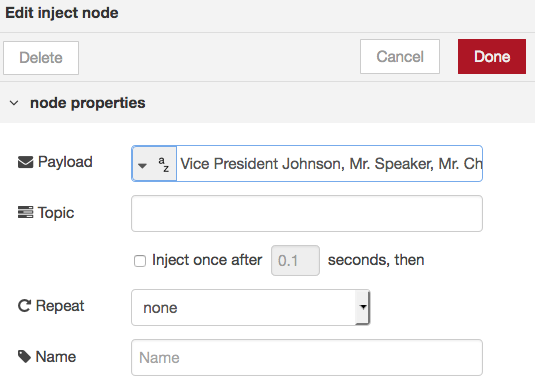 Edit inject node
Delete
Cancel
Done
node properties
Payload
a
z
Vice President Johnson, Mr. Speaker, Mr. Ch
Topic
Inject once after 0.1 seconds, then
Repeat
none
Name
Name